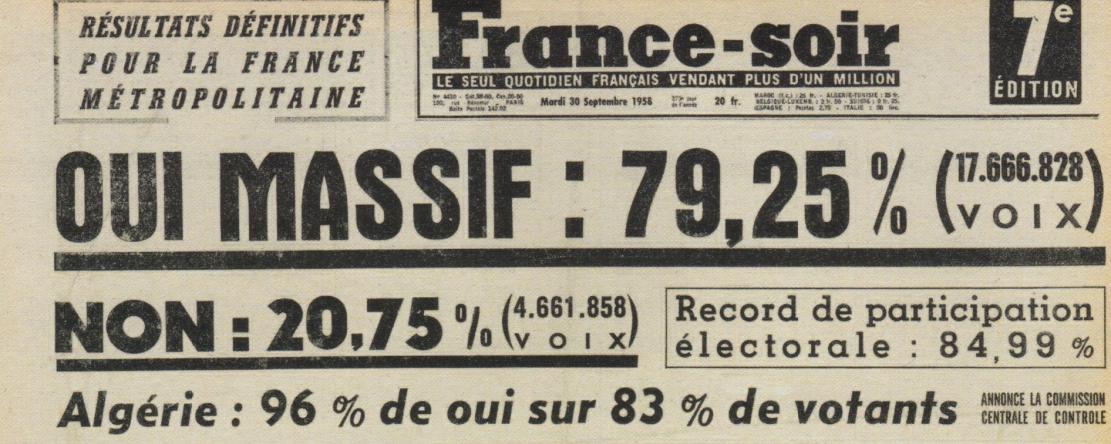 RÉSULTATS DÉFINITIFS
POUR LA FRANCE
MÉTROPOLITAINE
France-soir
LE SEUL QUOTIDIEN FRANÇAIS VENDANT PLUS D'UN MILLION
Mardi 30 Septembre 1958
20 fr.
7e
ÉDITION
OUI MASSIF : 79,25 % (17.666.828 
VOIX)
NON : 20,75 % (4.661.858 
VOIX)
Record de participation
électorale : 84,99 %
Algérie : 96 % de oui sur 83 % de votants
ANNONCE LA COMMISSION
CENTRALE DE CONTROLE